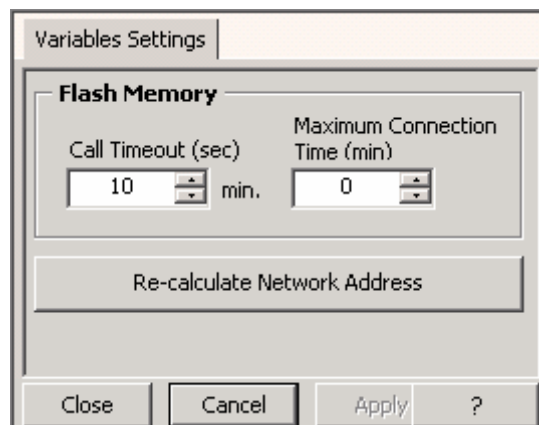 Variables Settings
Flash Memory
Call Timeout (sec)
Maximum Connection
Time (min)
10 min. 0
Re-calculate Network Address
Close Cancel Apply ?